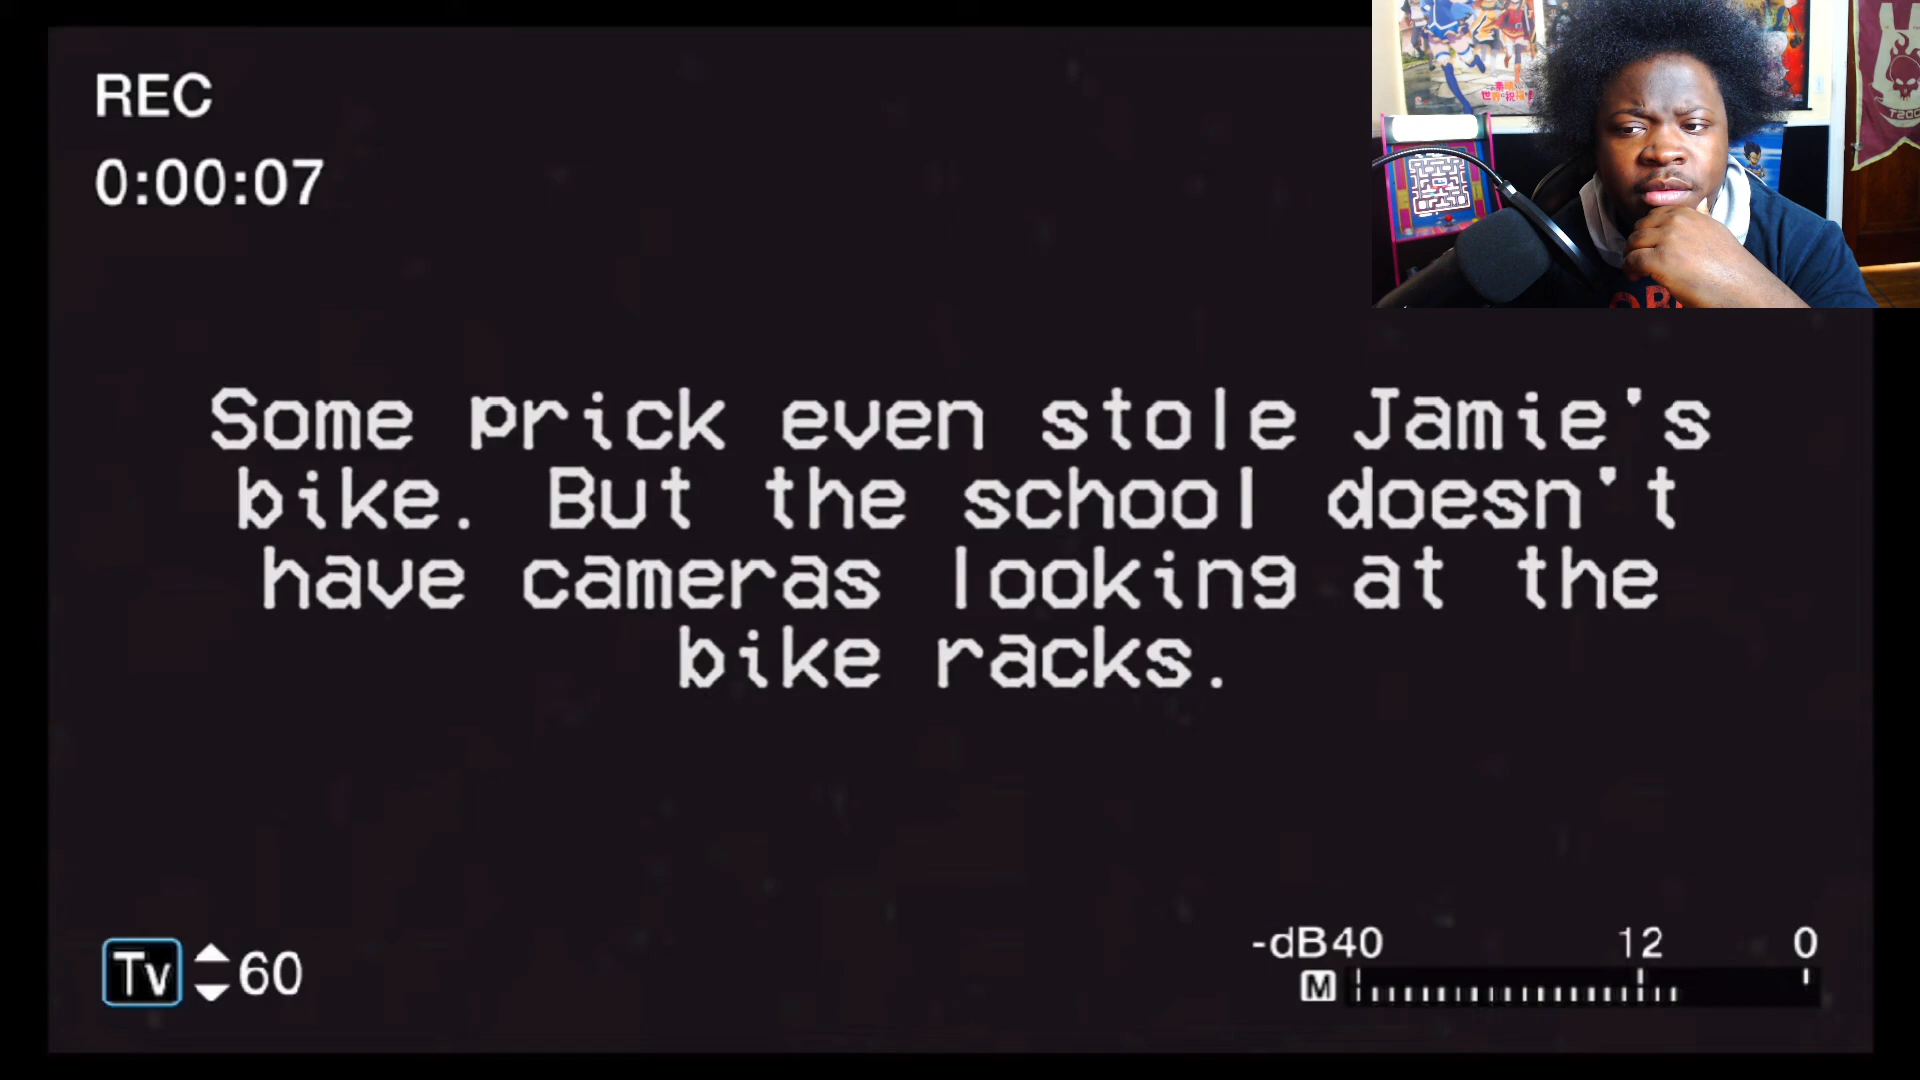 REC
0:00:07
Some prick even stole Jamie's
bike. But the school doesn't
have cameras looking at the
bike racks.
Tv 60
-dB40 12 0
M